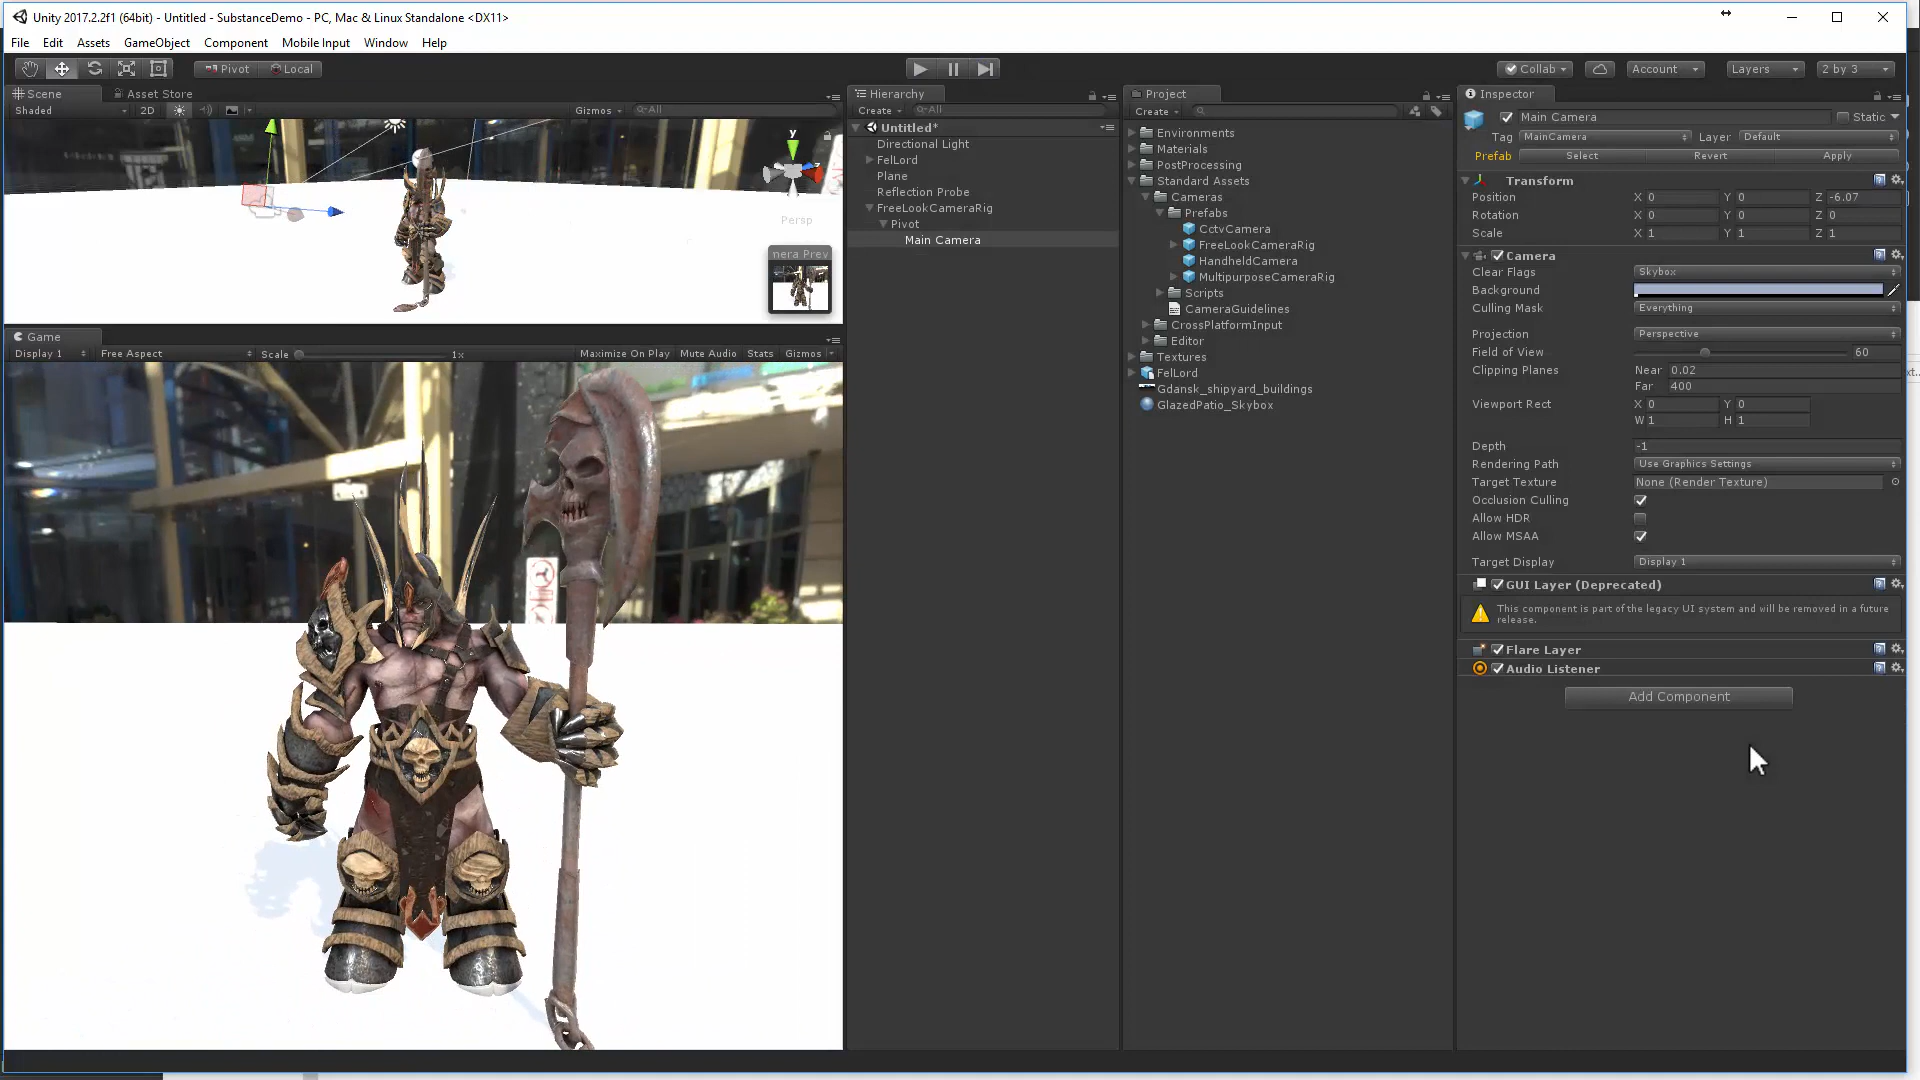 Unity 2017.2.2f1 (64bit) - Untitled - SubstanceDemo - PC, Mac & Linux Standalone <DX11>
File Edit Assets GameObject Component Mobile Input Window Help
Pivot Local
Collab Account Layers 2 by 3
Scene Asset Store
Shaded 2D Gizmos All
y
Persp
mera Prev
Game
Display 1 Free Aspect Scale 1x Maximize On Play Mute Audio Stats Gizmos
Hierarchy
Create All
Untitled*
Directional Light
FelLord
Plane
Reflection Probe
FreeLookCameraRig
Pivot
Main Camera
Project
Create
Environments
Materials
PostProcessing
Standard Assets
Cameras
Prefabs
CctvCamera
FreeLookCameraRig
HandheldCamera
MultipurposeCameraRig
Scripts
CameraGuidelines
CrossPlatformInput
Editor
Textures
FelLord
Gdansk_shipyard_buildings
GlazedPatio_Skybox
Inspector
Main Camera Static
Tag MainCamera Layer Default
Prefab Select Revert Apply
Transform
Position X 0 Y 0 Z -6.07
Rotation X 0 Y 0 Z 0
Scale X 1 Y 1 Z 1
Camera
Clear Flags Skybox
Background
Culling Mask Everything
Projection Perspective
Field of View 60
Clipping Planes Near 0.02
Far 400
Viewport Rect X 0 Y 0
W 1 H 1
Depth -1
Rendering Path Use Graphics Settings
Target Texture None (Render Texture)
Occlusion Culling
Allow HDR
Allow MSAA
Target Display Display 1
GUI Layer (Deprecated)
This component is part of the legacy UI system and will be removed in a future
release.
Flare Layer
Audio Listener
Add Component